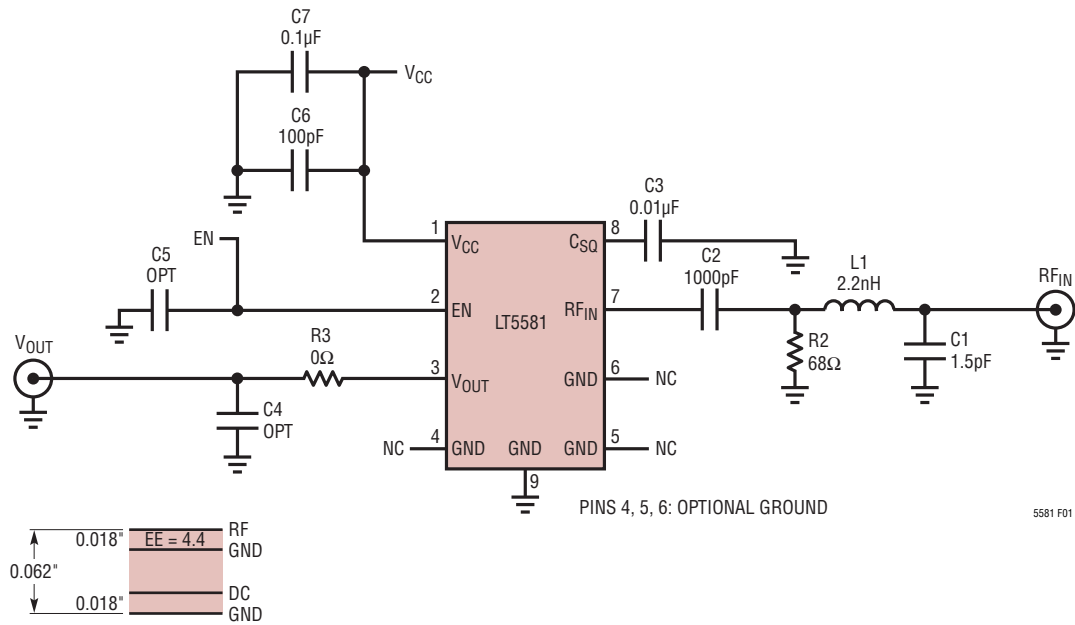 C7
0.1µF
VCC
C6
100pF
C3
0.01µF
EN
1
VCC
CSQ
8
C2
1000pF
L1
2.2nH
RFIN
C5
OPT
2
EN
LT5581
RFIN
7
R2
68Ω
C1
1.5pF
VOUT
R3
0Ω
3
VOUT
GND
6
NC
C4
OPT
NC
4
GND
GND
GND
5
NC
9
PINS 4, 5, 6: OPTIONAL GROUND
5581 F01
0.062"
0.018"
EE = 4.4
RF
GND
0.018"
DC
GND